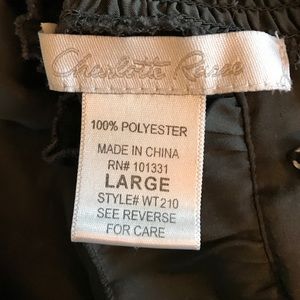 Charlotte Russe
100% POLYESTER
MADE IN CHINA
RN# 101331
LARGE
STYLE# WT210
SEE REVERSE
FOR CARE